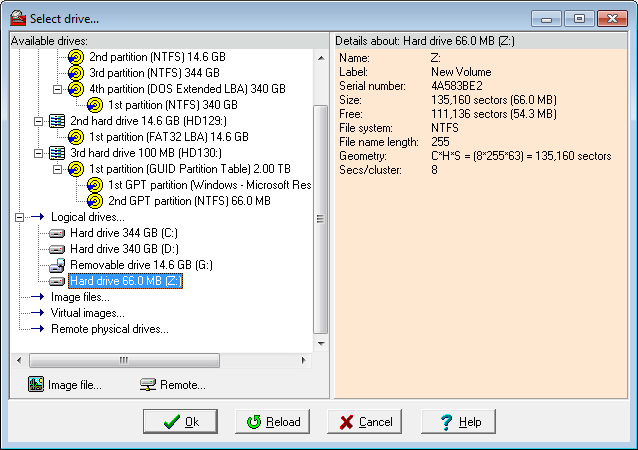 Select drive...
Available drives:
2nd partition (NTFS) 14.6 GB
3rd partition (NTFS) 344 GB
4th partition (DOS Extended LBA) 340 GB
1st partition (NTFS) 340 GB
2nd hard drive 14.6 GB (HD129:)
1st partition (FAT32 LBA) 14.6 GB
3rd hard drive 100 MB (HD130:)
1st partition (GUID Partition Table) 2.00 TB
1st GPT partition (Windows - Microsoft Res
2nd GPT partition (NTFS) 66.0 MB
Logical drives...
Hard drive 344 GB (C:)
Hard drive 340 GB (D:)
Removable drive 14.6 GB (G:)
Hard drive 66.0 MB (Z:)
Image files...
Virtual images...
Remote physical drives...
Image file...
Remote...
Details about: Hard drive 66.0 MB (Z:)
Name: Z:
Label: New Volume
Serial number: 4A583BE2
Size: 135,160 sectors (66.0 MB)
Free: 111,136 sectors (54.3 MB)
File system: NTFS
File name length: 255
Geometry: C*H*S = (8*255*63) = 135,160 sectors
Secs/cluster: 8
Ok
Reload
Cancel
Help